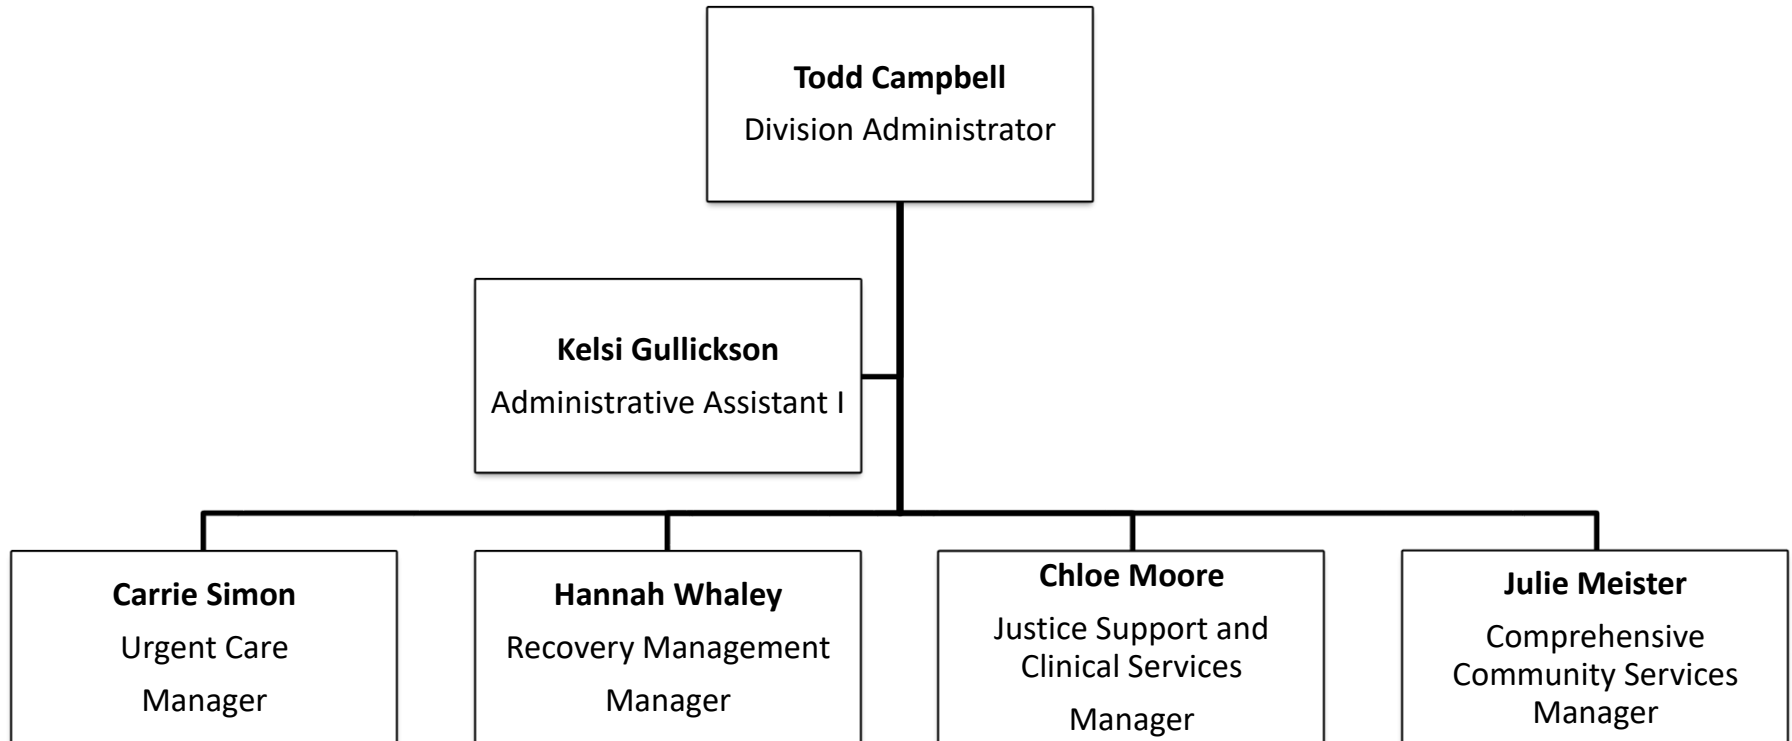 Todd Campbell
Division Administrator
Kelsi Gullickson
Administrative Assistant I
Carrie Simon
Urgent Care
Manager
Hannah Whaley
Recovery Management
Manager
Chloe Moore
Justice Support and
Clinical Services
Manager
Julie Meister
Comprehensive
Community Services
Manager